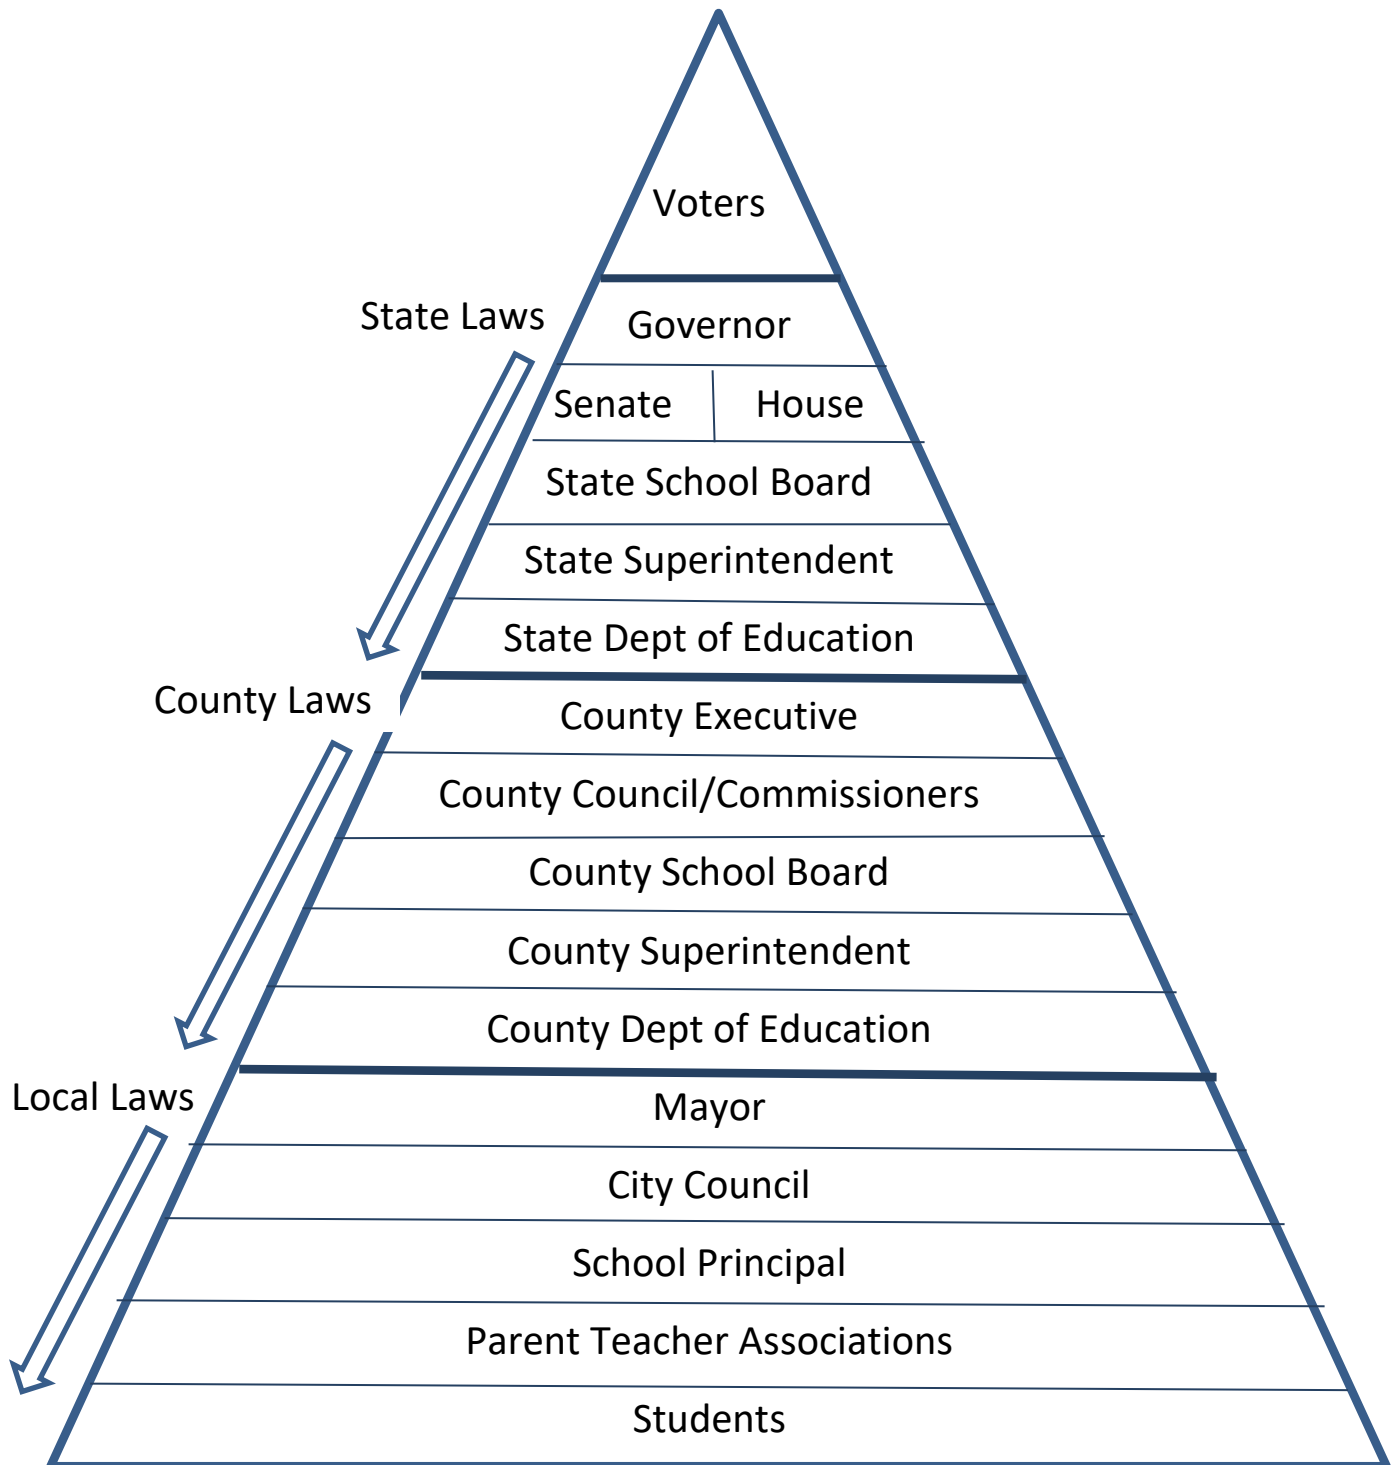 Voters
State Laws
Governor
Senate
House
State School Board
State Superintendent
State Dept of Education
County Laws
County Executive
County Council/Commissioners
County School Board
County Superintendent
County Dept of Education
Local Laws
Mayor
City Council
School Principal
Parent Teacher Associations
Students